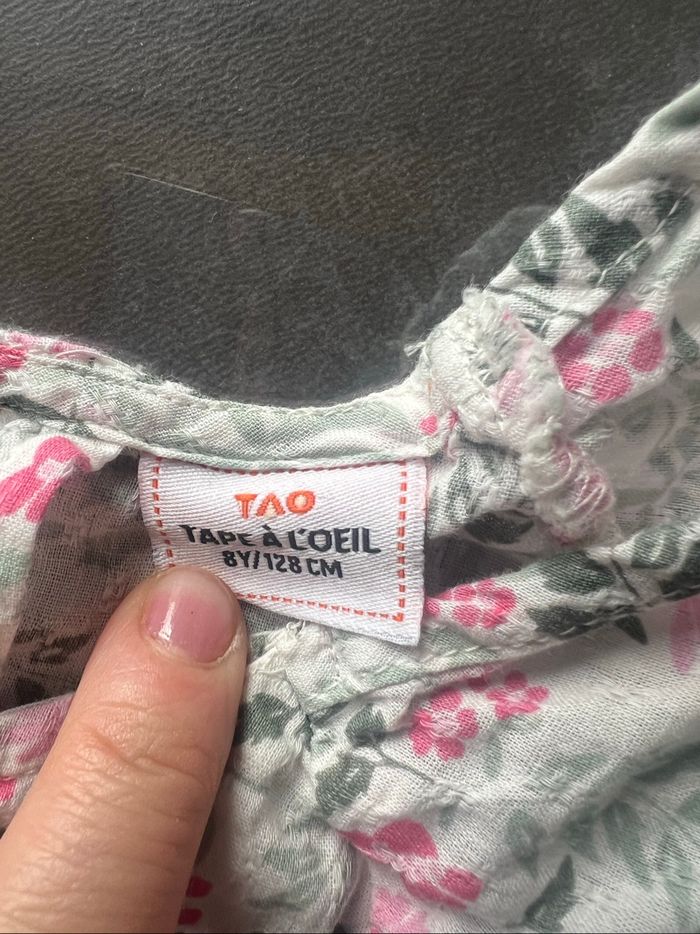 TAO
TAPE À L'OEIL
8Y/128 CM